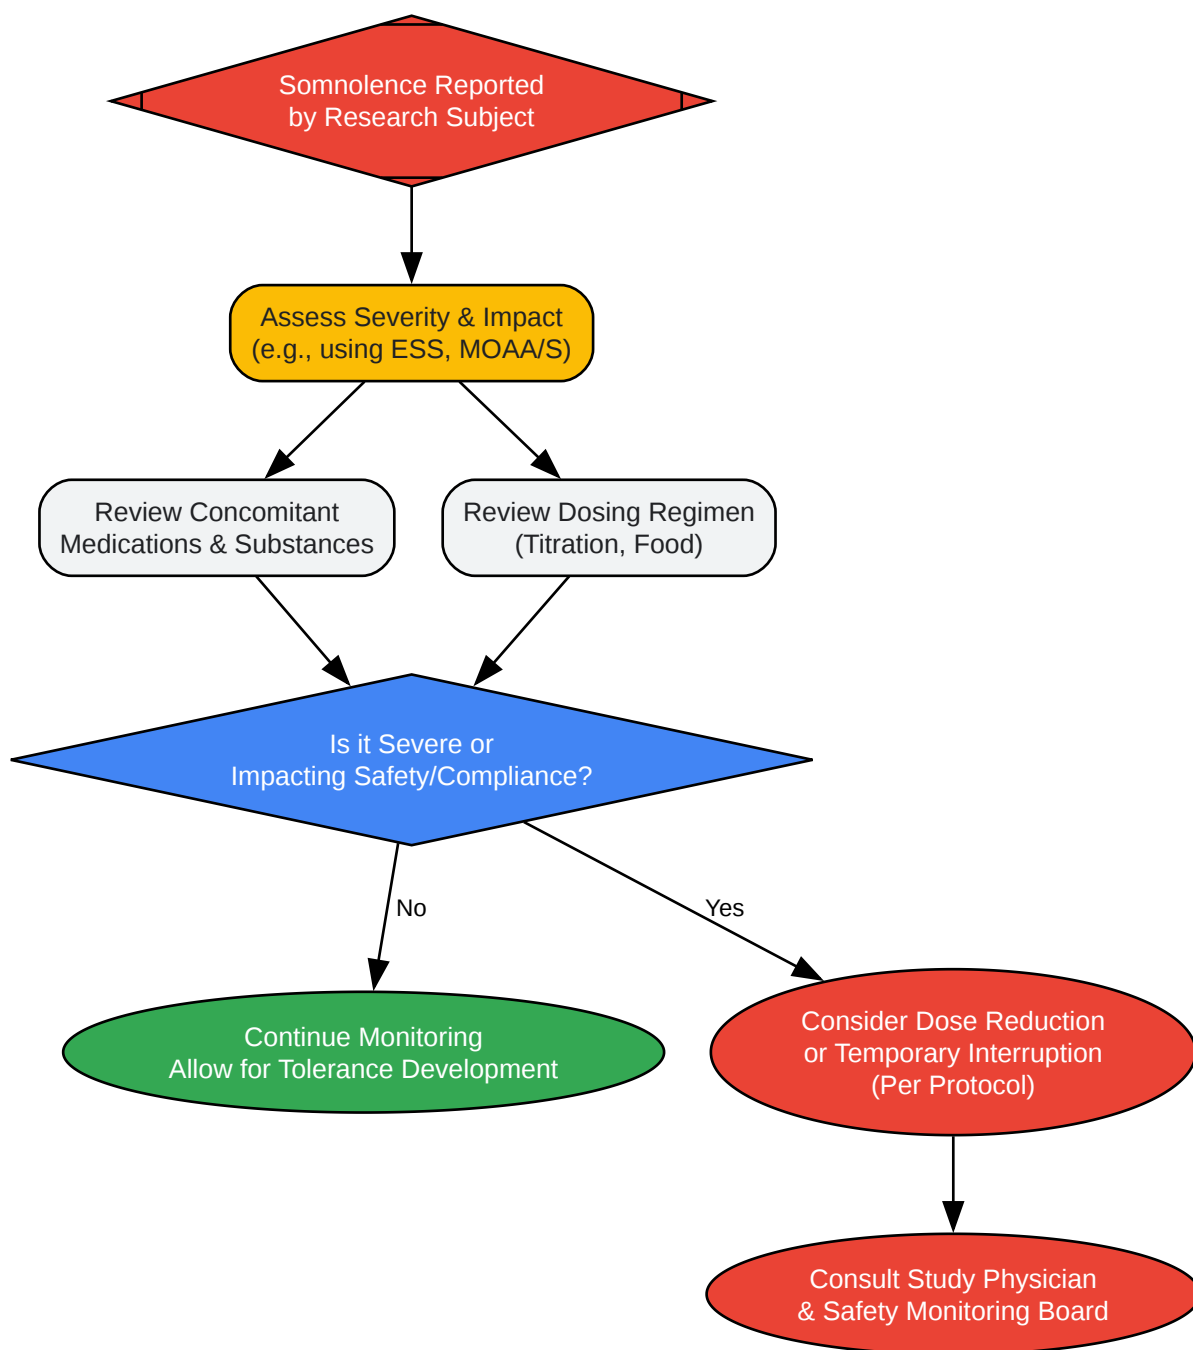 Somnolence Reported
by Research Subject
Assess Severity & Impact
(e.g., using ESS, MOAA/S)
Review Concomitant
Medications & Substances
Review Dosing Regimen
(Titration, Food)
Is it Severe or
Impacting Safety/Compliance?
No
Yes
Continue Monitoring
Allow for Tolerance Development
Consider Dose Reduction
or Temporary Interruption
(Per Protocol)
Consult Study Physician
& Safety Monitoring Board